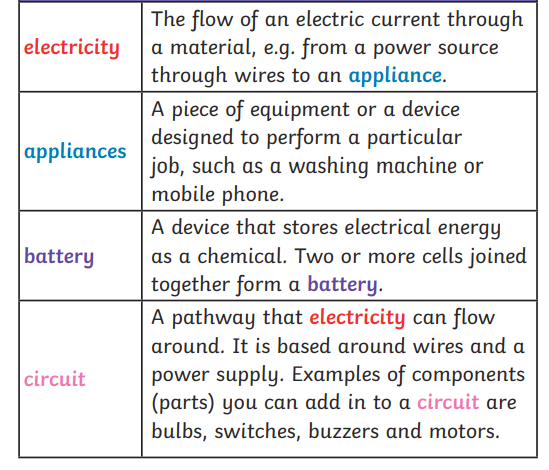 electricity
The flow of an electric current through
a material, e.g. from a power source
through wires to an appliance.
appliances
A piece of equipment or a device
designed to perform a particular
job, such as a washing machine or
mobile phone.
battery
A device that stores electrical energy
as a chemical. Two or more cells joined
together form a battery.
circuit
A pathway that electricity can flow
around. It is based around wires and a
power supply. Examples of components
(parts) you can add in to a circuit are
bulbs, switches, buzzers and motors.